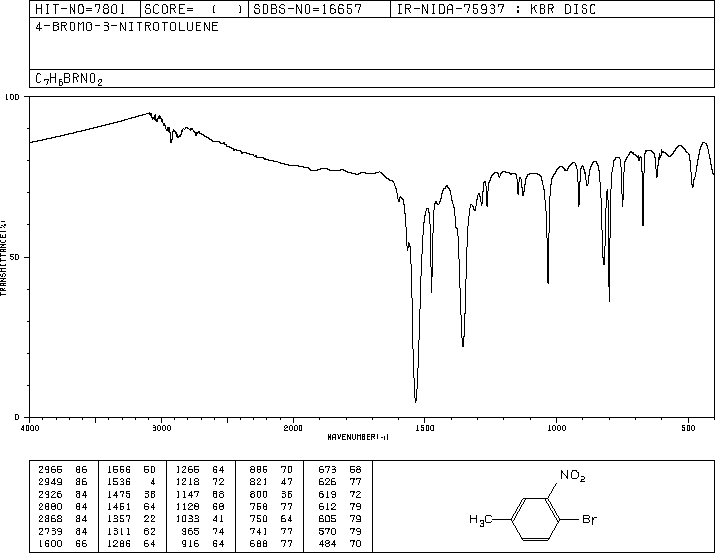 HIT-NO=7801 SCORE= ( ) SDBS-NO=16657 IR-NIDA-75937 : KBR DISC
4-BROMO-3-NITROTOLUENE
C7H6BRNO2
100
50
0
TRANSMITTANCE(%)
4000 3000 2000 1500 1000 500
WAVENUMBER(-1)
2965 86 1566 50 1265 64 885 70 673 58
2949 86 1536 4 1218 72 821 47 626 77
2926 84 1475 38 1147 68 800 35 619 72
2880 84 1451 64 1128 68 758 77 612 79
2868 84 1357 22 1033 41 750 64 605 79
2739 84 1311 62 965 74 741 77 570 79
1600 66 1286 64 916 64 688 77 484 70
NO2
H3C
Br